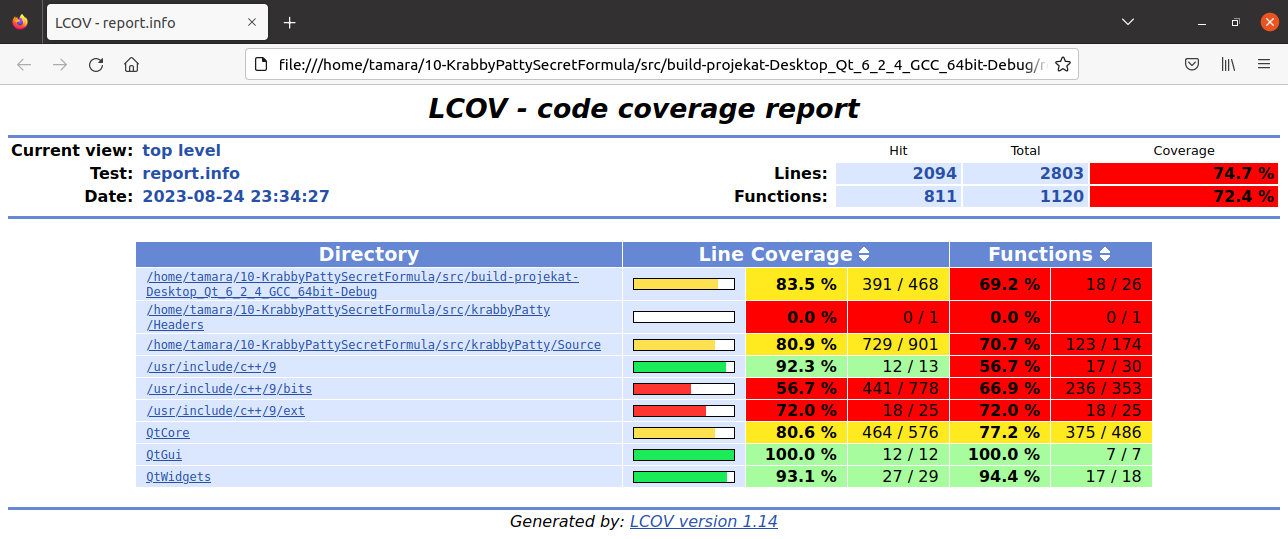 LCOV - report.info
file:///home/tamara/10-KrabbyPattySecretFormula/src/build-projekat-Desktop_Qt_6_2_4_GCC_64bit-Debug/r
LCOV - code coverage report
Current view: top level Hit Total Coverage
Test: report.info Lines: 2094 2803 74.7 %
Date: 2023-08-24 23:34:27 Functions: 811 1120 72.4 %
Directory Line Coverage Functions
/home/tamara/10-KrabbyPattySecretFormula/src/build-projekat-
Desktop_Qt_6_2_4_GCC_64bit-Debug 83.5 % 391 / 468 69.2 % 18 / 26
/home/tamara/10-KrabbyPattySecretFormula/src/krabbyPatty
/Headers 0.0 % 0 / 1 0.0 % 0 / 1
/home/tamara/10-KrabbyPattySecretFormula/src/krabbyPatty/Source 80.9 % 729 / 901 70.7 % 123 / 174
/usr/include/c++/9 92.3 % 12 / 13 56.7 % 17 / 30
/usr/include/c++/9/bits 56.7 % 441 / 778 66.9 % 236 / 353
/usr/include/c++/9/ext 72.0 % 18 / 25 72.0 % 18 / 25
QtCore 80.6 % 464 / 576 77.2 % 375 / 486
QtGui 100.0 % 12 / 12 100.0 % 7 / 7
QtWidgets 93.1 % 27 / 29 94.4 % 17 / 18
Generated by: LCOV version 1.14